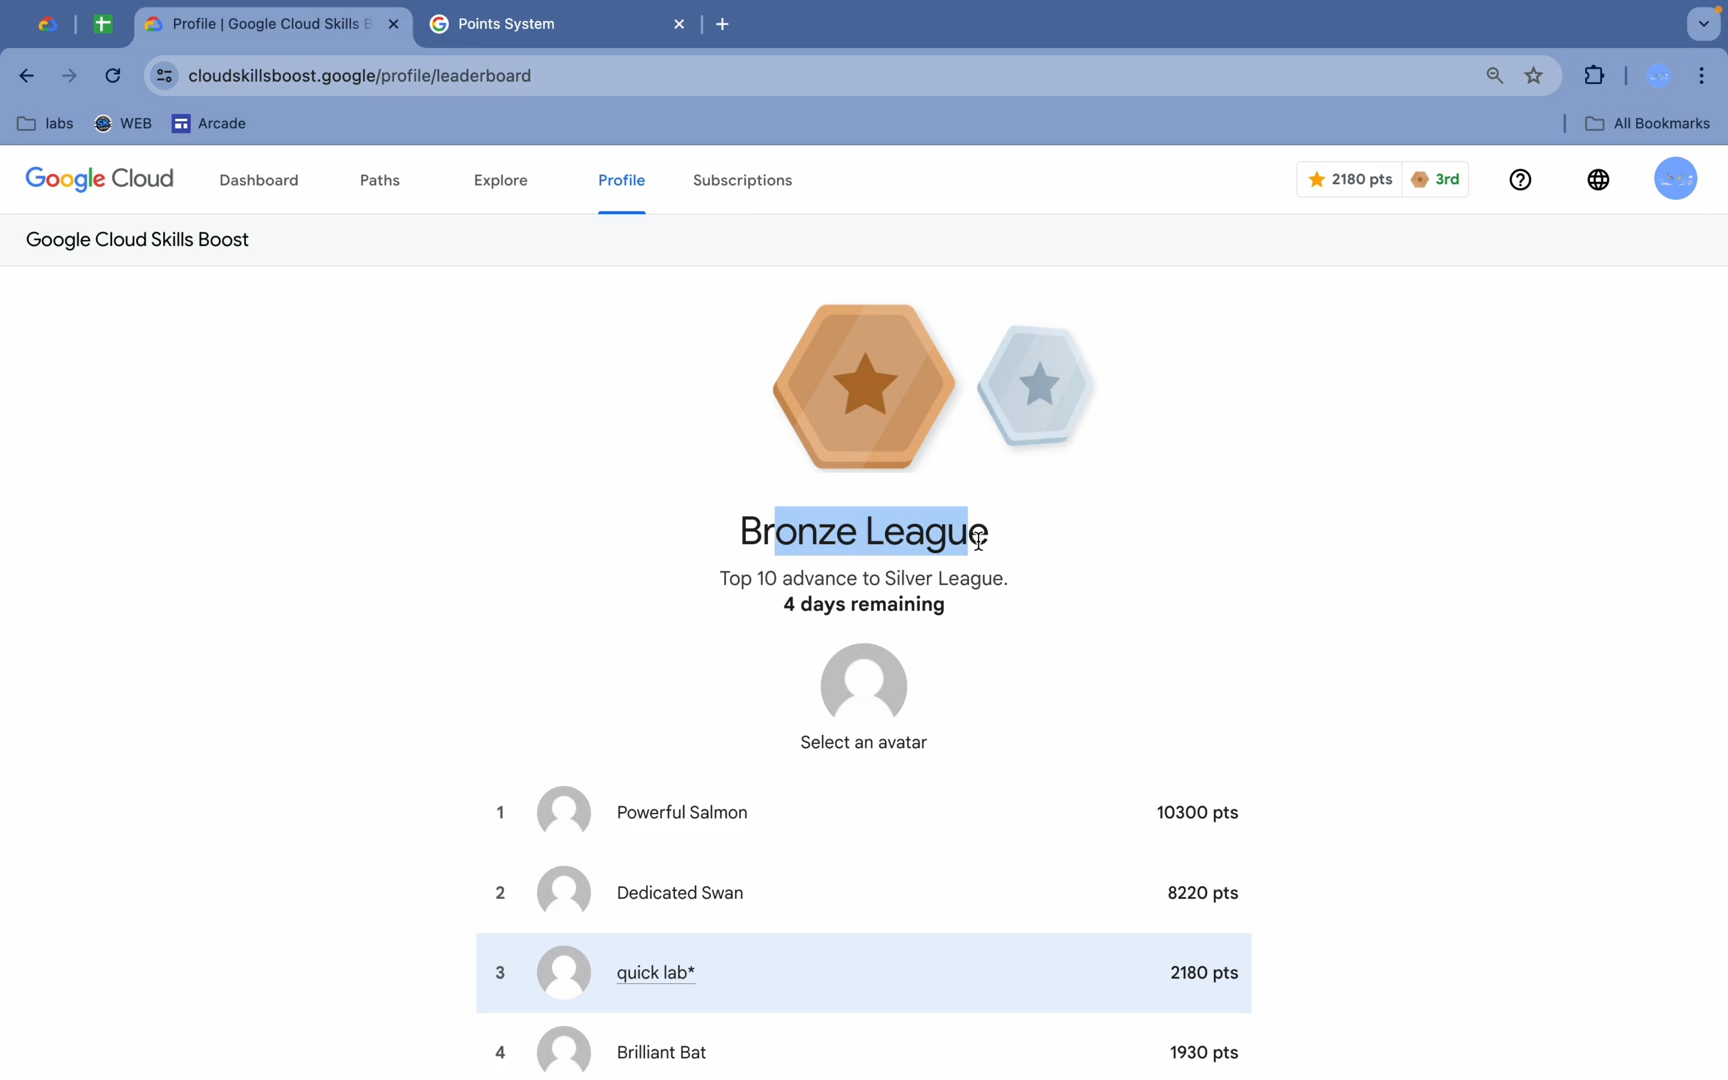 Profile | Google Cloud Skills B
Points System
cloudskillsboost.google/profile/leaderboard
labs WEB Arcade All Bookmarks
Google Cloud Dashboard Paths Explore Profile Subscriptions 2180 pts 3rd
Google Cloud Skills Boost
Bronze League
Top 10 advance to Silver League.
4 days remaining
Select an avatar
1 Powerful Salmon 10300 pts
2 Dedicated Swan 8220 pts
3 quick lab* 2180 pts
4 Brilliant Bat 1930 pts